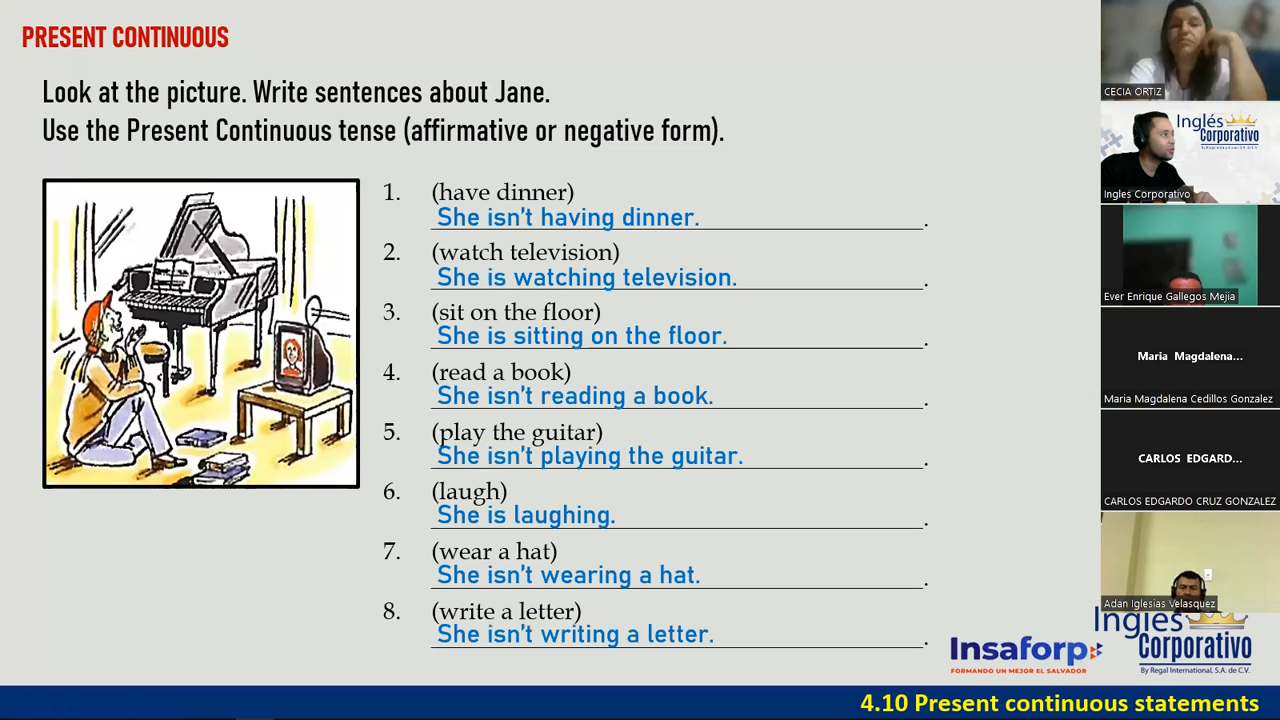 PRESENT CONTINUOUS
Look at the picture. Write sentences about Jane.
Use the Present Continuous tense (affirmative or negative form).
1. (have dinner)
She isn't having dinner. .
2. (watch television)
She is watching television. .
3. (sit on the floor)
She is sitting on the floor. .
4. (read a book)
She isn't reading a book. .
5. (play the guitar)
She isn't playing the guitar. .
6. (laugh)
She is laughing. .
7. (wear a hat)
She isn't wearing a hat. .
8. (write a letter)
She isn't writing a letter. .
CECIA ORTIZ
Inglés
Corporativo
By Regal International, S.A. de C.V.
Ingles Corporativo
Ever Enrique Gallegos Mejia
Maria Magdalena...
Maria Magdalena Cedillos Gonzalez
CARLOS EDGARD...
CARLOS EDGARDO CRUZ GONZALEZ
Adan Iglesias Velasquez
Insaforp
FORMANDO UN MEJOR EL SALVADOR
Inglés
Corporativo
By Regal International, S.A. de C.V.
4.10 Present continuous statements